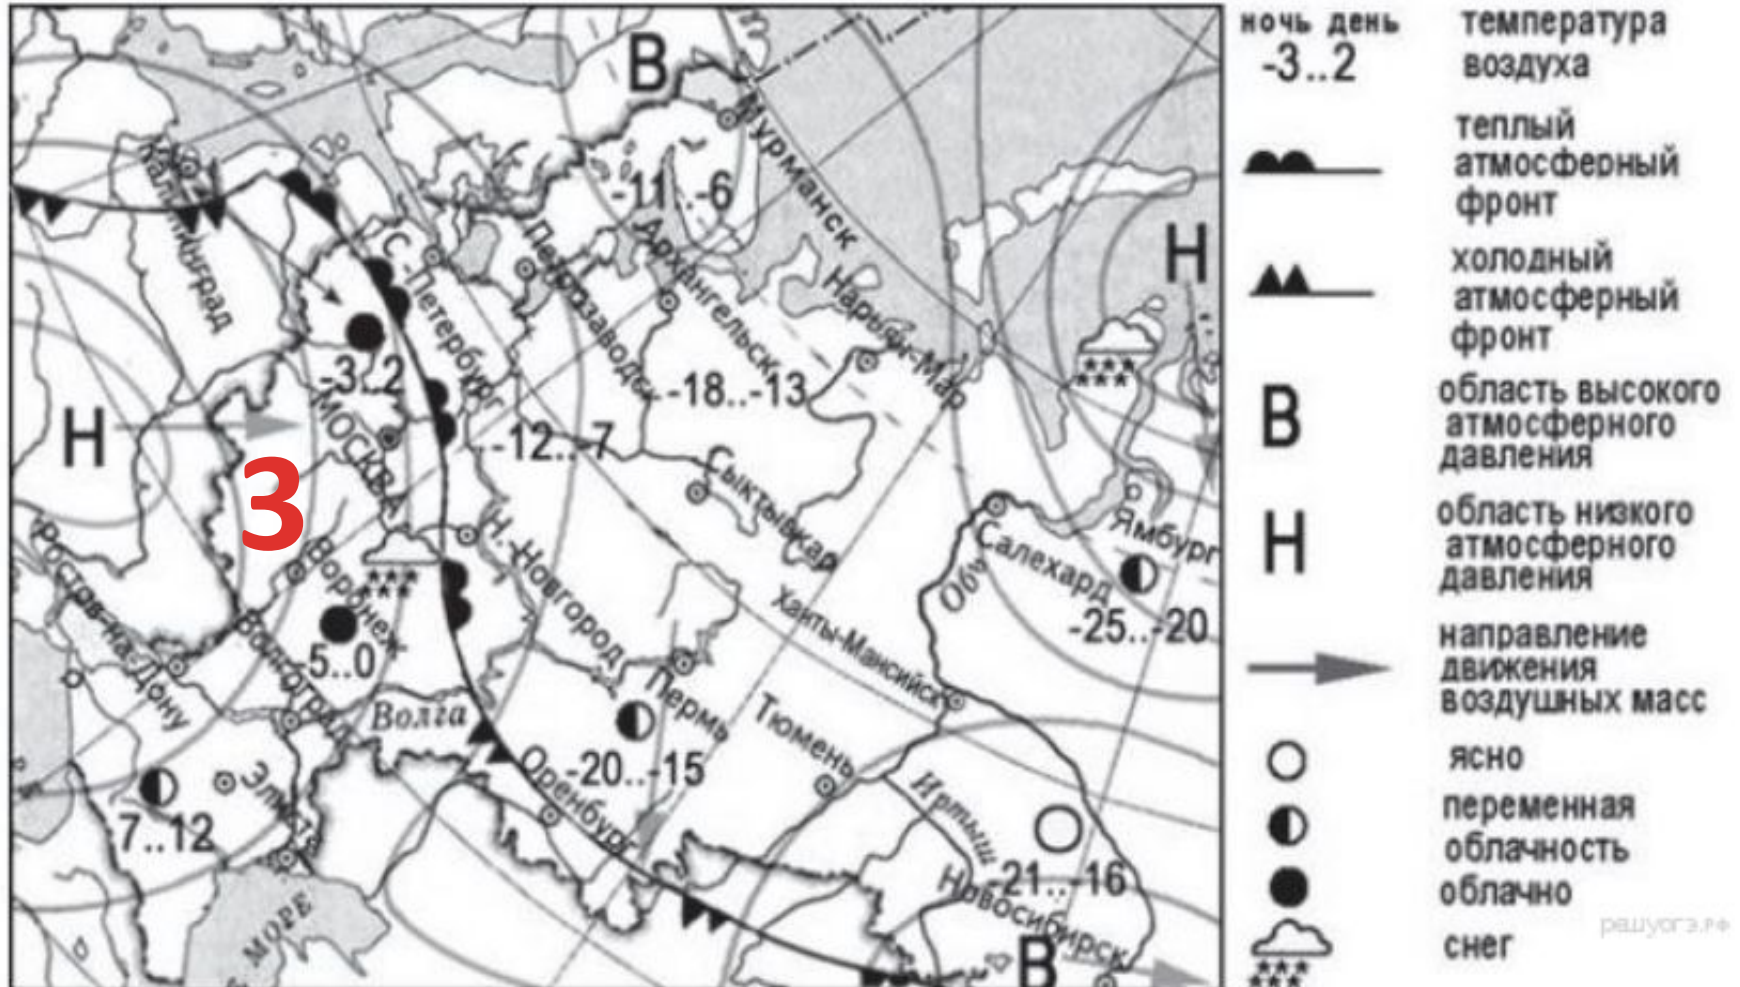 В
Мурманск
Калининград
-11..-6
С.-Петербург
Петрозаводск
Архангельск
Нарьян-Мар
Н
-3..2
МОСКВА
-18..-13
-12..-7
Н
3
Сыктывкар
Н.-Новгород
Воронеж
Ростов-на-Дону
Волгоград
-5..0
Салехард
Обь
Ямбург
-25..-20
Ханты-Мансийск
Пермь
Волга
Тюмень
-20..-15
Оренбург
Элиста
7..12
Иртыш
-21..-16
Новосибирск
В
МОРЕ
ночь день
-3..2
температура
воздуха
теплый
атмосферный
фронт
холодный
атмосферный
фронт
В
область высокого
атмосферного
давления
Н
область низкого
атмосферного
давления
направление
движения
воздушных масс
ясно
переменная
облачность
облачно
снег
решуогэ.рф